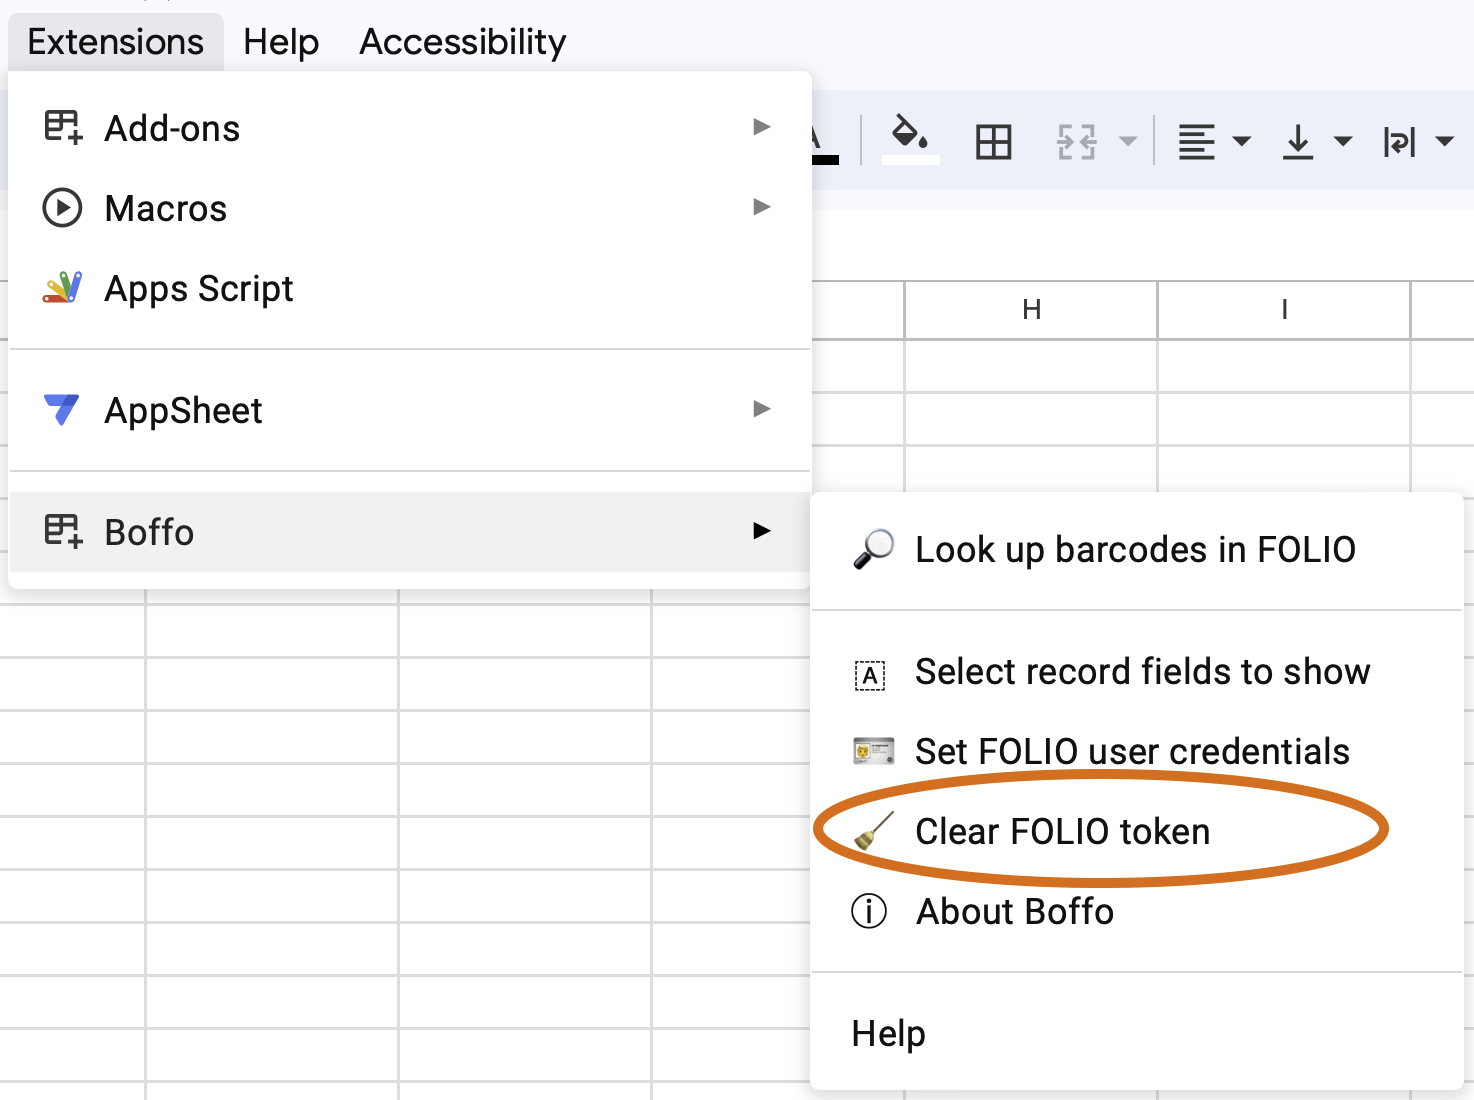 Extensions Help Accessibility
Add-ons
Macros
Apps Script
H I
AppSheet
Boffo
Look up barcodes in FOLIO
A Select record fields to show
Set FOLIO user credentials
Clear FOLIO token
About Boffo
Help